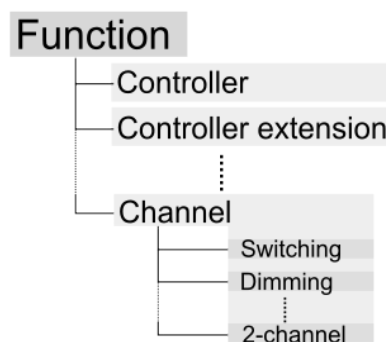 Function
Controller
Controller extension
Channel
Switching
Dimming
2-channel